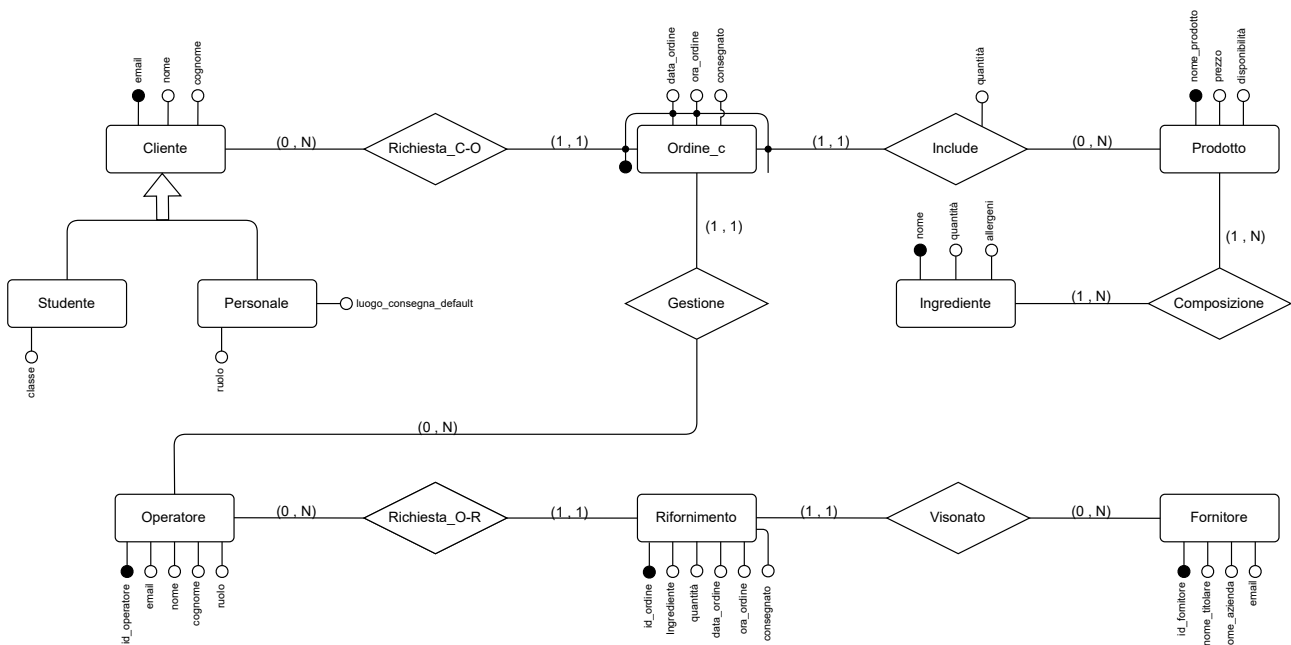 email
nome
cognome
data_ordine
ora_ordine
consegnato
quantità
nome_prodotto
prezzo
disponibilità
Cliente
(0 , N)
Richiesta_C-O
(1 , 1)
Ordine_c
(1 , 1)
Include
(0 , N)
Prodotto
(1 , 1)
nome
quantità
allergeni
(1 , N)
Studente
Personale
luogo_consegna_default
Gestione
Ingrediente
(1 , N)
Composizione
classe
ruolo
(0 , N)
Operatore
(0 , N)
Richiesta_O-R
(1 , 1)
Rifornimento
(1 , 1)
Visonato
(0 , N)
Fornitore
id_operatore
email
nome
cognome
ruolo
id_ordine
Ingrediente
quantità
data_ordine
ora_ordine
consegnato
id_fornitore
nome_titolare
ome_azienda
email